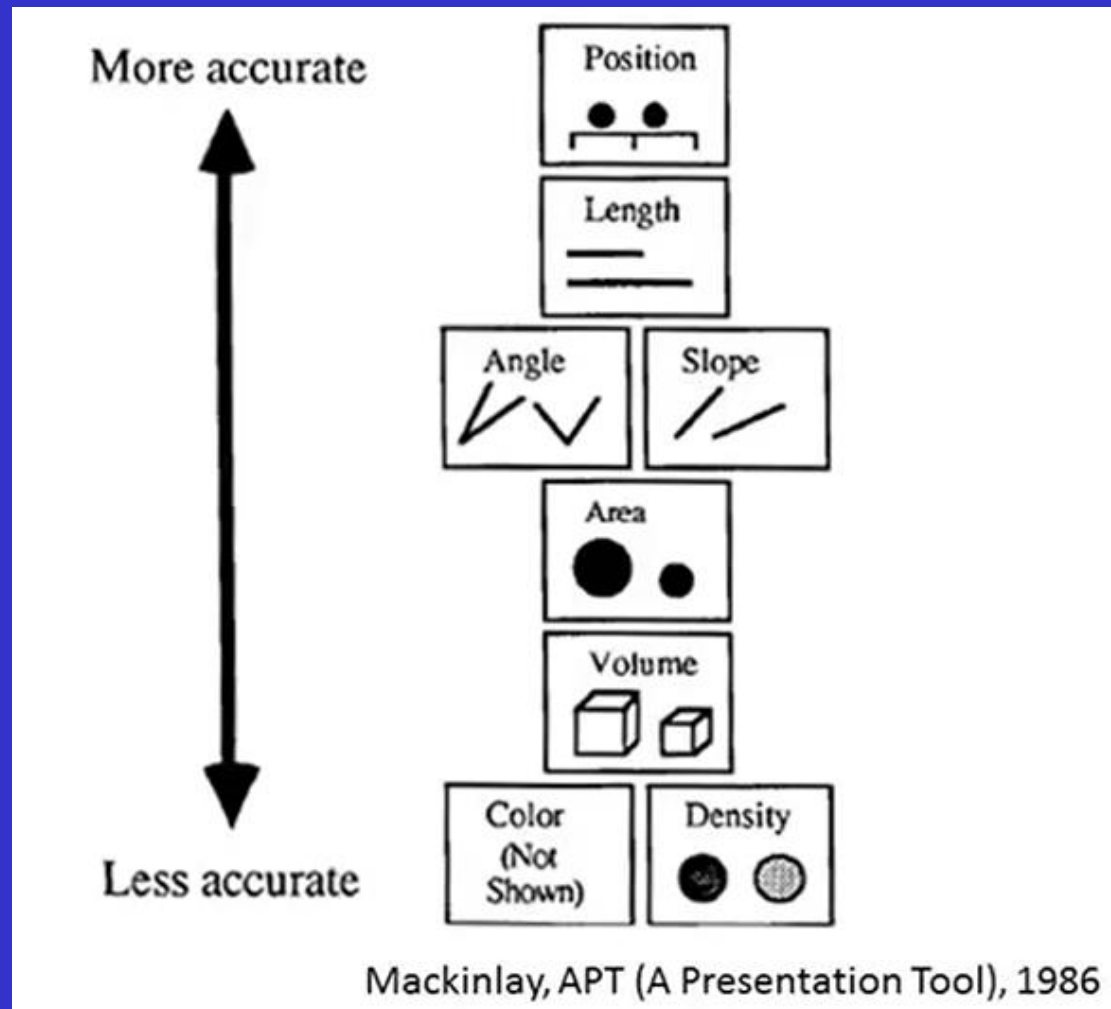 More accurate
Position
Length
Angle
Slope
Area
Volume
Color
(Not
Shown)
Density
Less accurate
Mackinlay, APT (A Presentation Tool), 1986